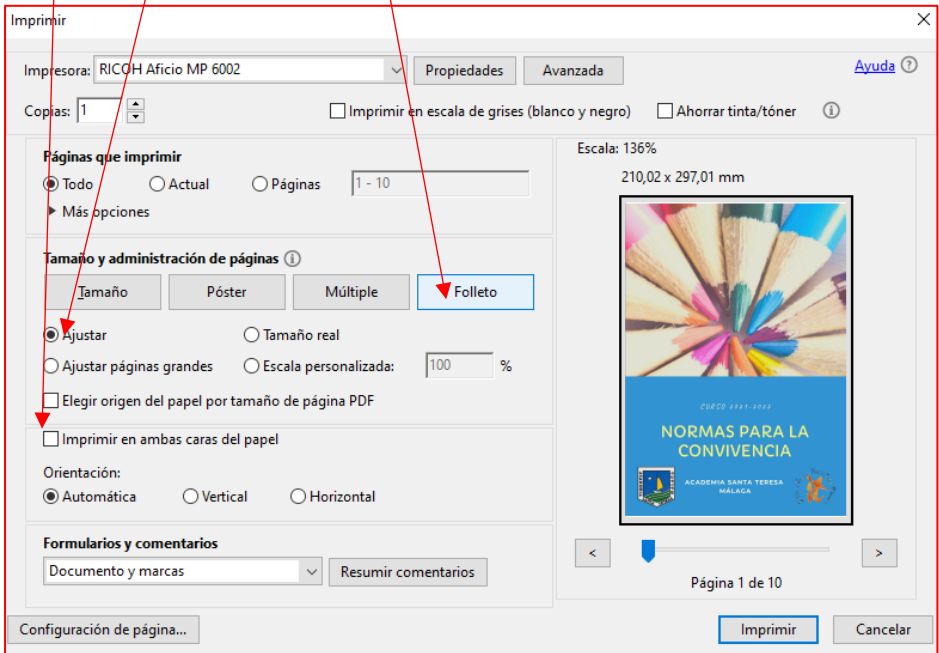 Imprimir
Impresora: RICOH Aficio MP 6002 Propiedades Avanzada Ayuda
Copias: 1 Imprimir en escala de grises (blanco y negro) Ahorrar tinta/tóner
Páginas que imprimir
Todo Actual Páginas 1 - 10
Más opciones
Tamaño y administración de páginas
Tamaño Póster Múltiple Folleto
Ajustar Tamaño real
Ajustar páginas grandes Escala personalizada: 100 %
Elegir origen del papel por tamaño de página PDF
Imprimir en ambas caras del papel
Orientación:
Automática Vertical Horizontal
Formularios y comentarios
Documento y marcas Resumir comentarios
Escala: 136%
210,02 x 297,01 mm
CURSO 2021-2022
NORMAS PARA LA
CONVIVENCIA
ACADEMIA SANTA TERESA
MÁLAGA
< >
Página 1 de 10
Configuración de página... Imprimir Cancelar